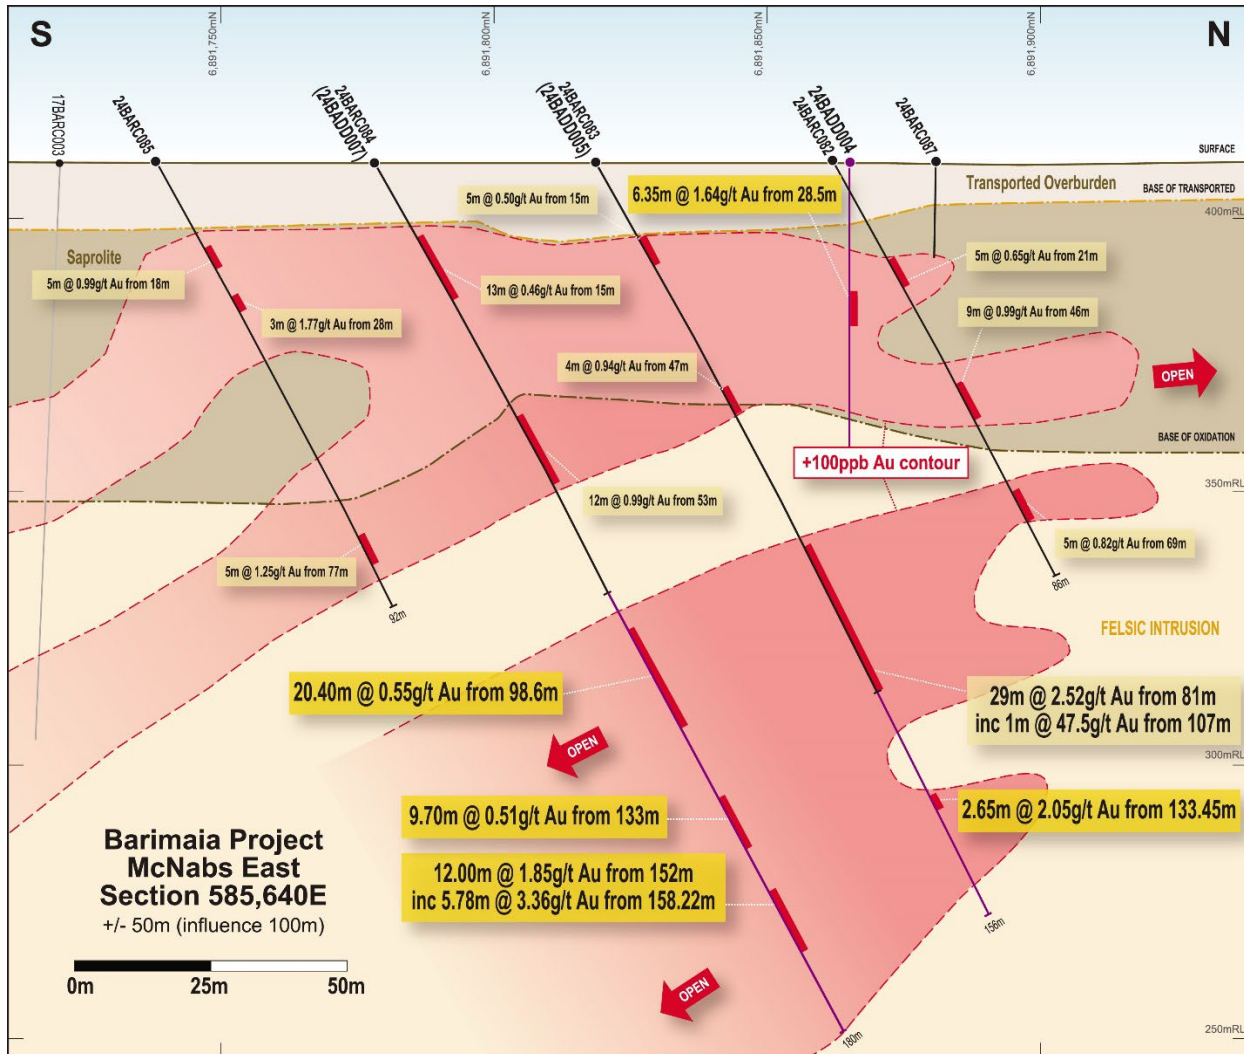 S
N
6,891,750mN
6,891,800mN
6,891,850mN
6,891,900mN
17BARC003
24BARC085
24BARC084
(24BADD007)
24BARC083
(24BADD005)
24BADD004
24BARC082
24BARC087
SURFACE
Transported Overburden
BASE OF TRANSPORTED
400mRL
5m @ 0.50g/t Au from 15m
6.35m @ 1.64g/t Au from 28.5m
Saprolite
5m @ 0.99g/t Au from 18m
13m @ 0.46g/t Au from 15m
5m @ 0.65g/t Au from 21m
3m @ 1.77g/t Au from 28m
9m @ 0.99g/t Au from 46m
4m @ 0.94g/t Au from 47m
OPEN
BASE OF OXIDATION
+100ppb Au contour
350mRL
12m @ 0.99g/t Au from 53m
5m @ 0.82g/t Au from 69m
5m @ 1.25g/t Au from 77m
92m
86m
FELSIC INTRUSION
20.40m @ 0.55g/t Au from 98.6m
29m @ 2.52g/t Au from 81m
inc 1m @ 47.5g/t Au from 107m
OPEN
300mRL
9.70m @ 0.51g/t Au from 133m
2.65m @ 2.05g/t Au from 133.45m
12.00m @ 1.85g/t Au from 152m
inc 5.78m @ 3.36g/t Au from 158.22m
156m
Barimaia Project
McNabs East
Section 585,640E
+/- 50m (influence 100m)
0m 25m 50m
OPEN
180m
250mRL